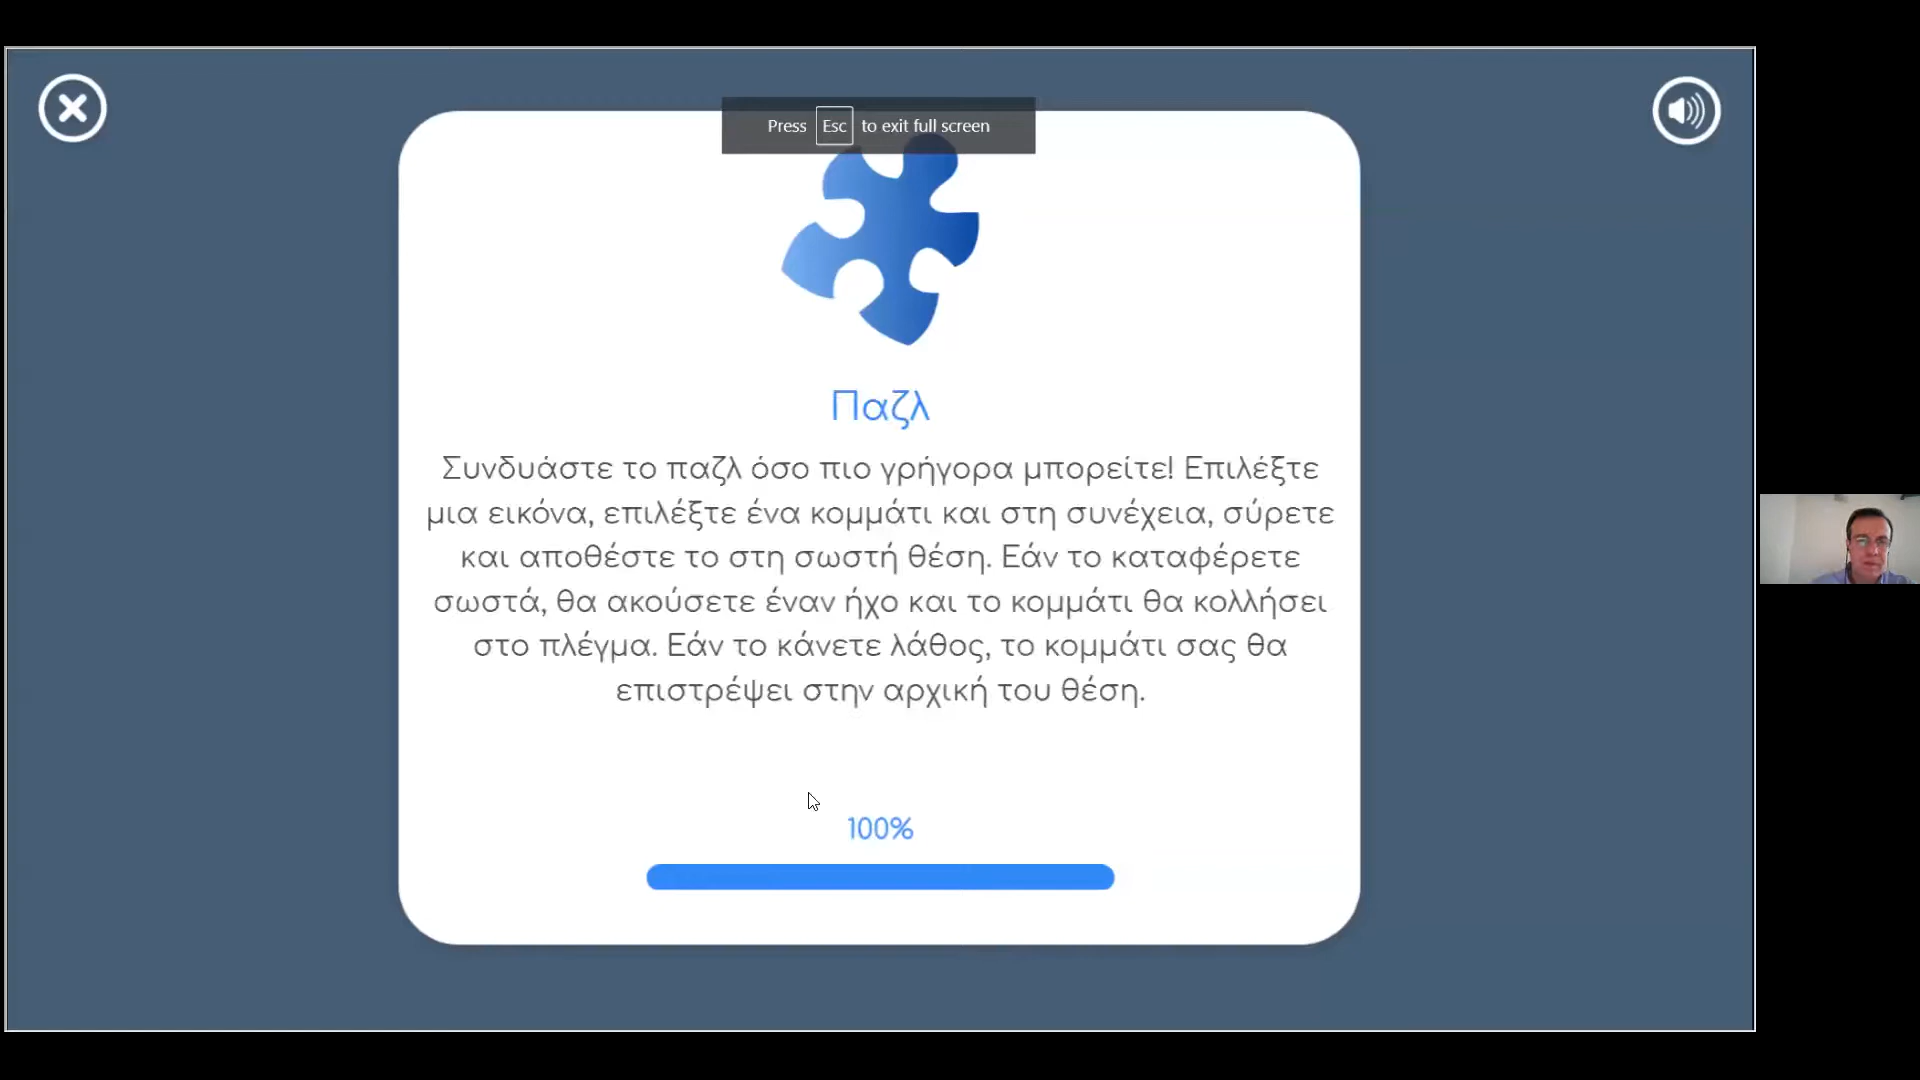 Press Esc to exit full screen
Παζλ
Συνδυάστε το παζλ όσο πιο γρήγορα μπορείτε! Επιλέξτε
μια εικόνα, επιλέξτε ένα κομμάτι και στη συνέχεια, σύρετε
και αποθέστε το στη σωστή θέση. Εάν το καταφέρετε
σωστά, θα ακούσετε έναν ήχο και το κομμάτι θα κολλήσει
στο πλέγμα. Εάν το κάνετε λάθος, το κομμάτι σας θα
επιστρέψει στην αρχική του θέση.
100%